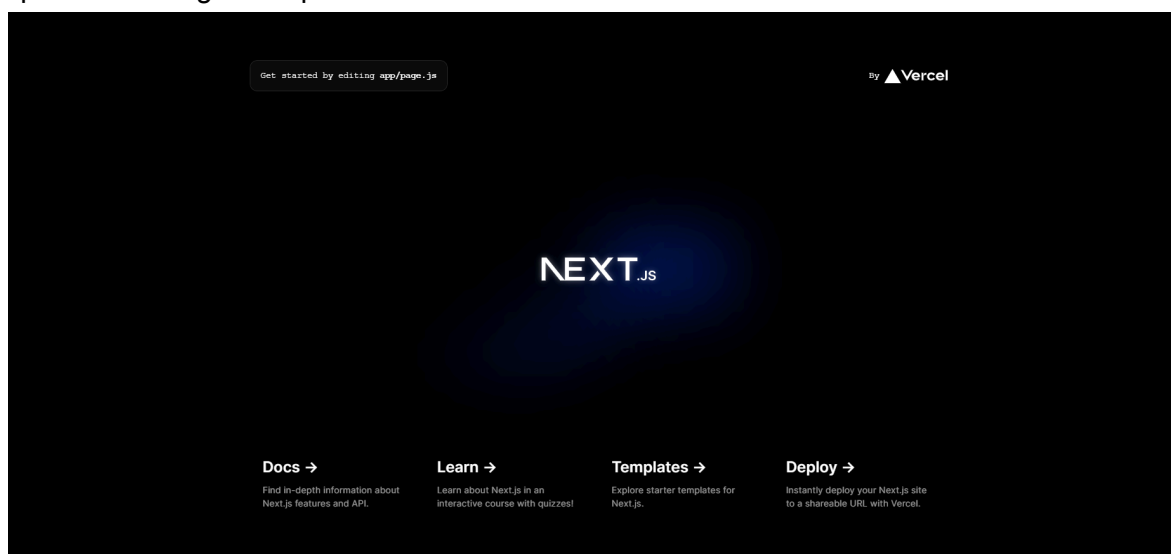 Get started by editing app/page.js
By Vercel
NEXT.JS
Docs →
Find in-depth information about
Next.js features and API.
Learn →
Learn about Next.js in an
interactive course with quizzes!
Templates →
Explore starter templates for
Next.js.
Deploy →
Instantly deploy your Next.js site
to a shareable URL with Vercel.